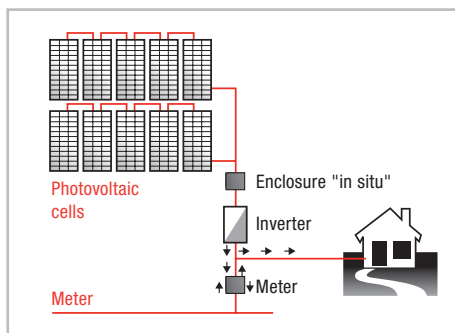 Enclosure "in situ"
Photovoltaic
cells
Inverter
Meter
Meter